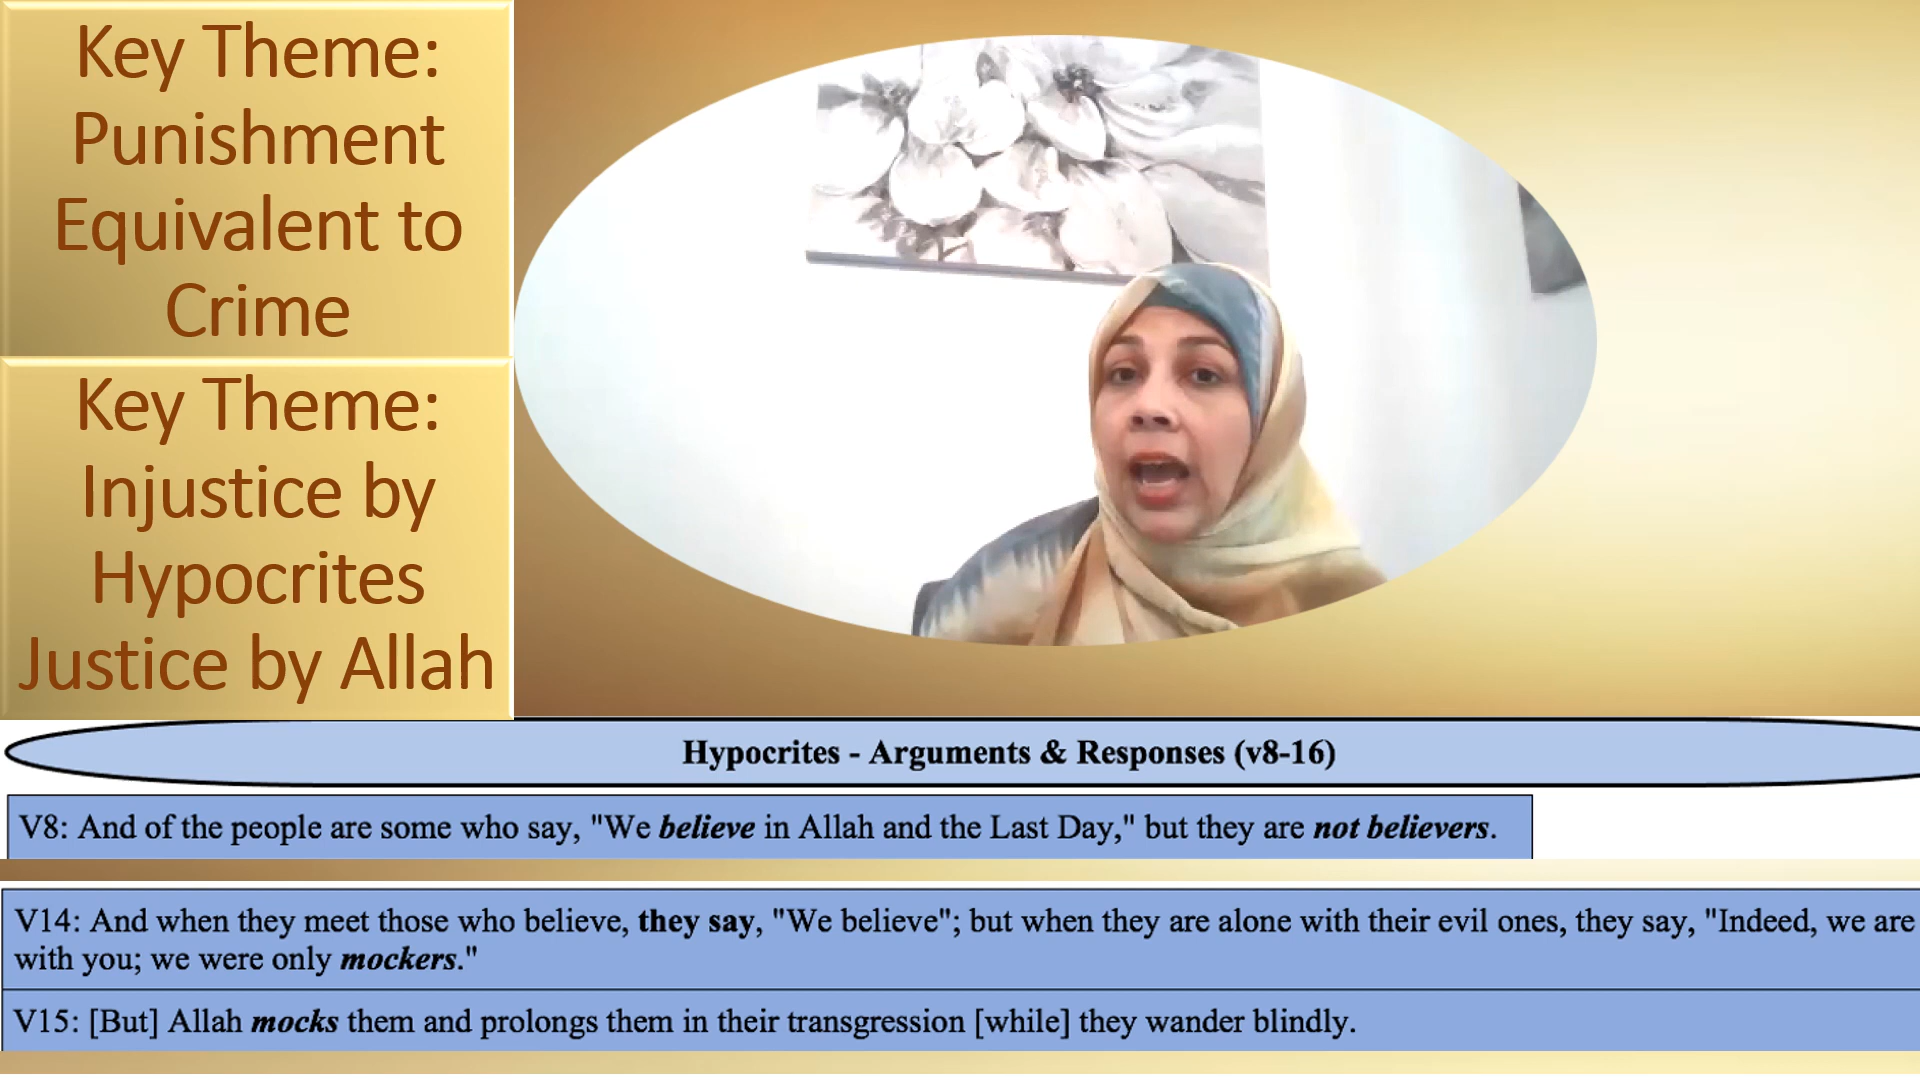 Key Theme:
Punishment
Equivalent to
Crime
Key Theme:
Injustice by
Hypocrites
Justice by Allah
Hypocrites - Arguments & Responses (v8-16)
V8: And of the people are some who say, "We believe in Allah and the Last Day," but they are not believers.
V14: And when they meet those who believe, they say, "We believe"; but when they are alone with their evil ones, they say, "Indeed, we are
with you; we were only mockers."
V15: [But] Allah mocks them and prolongs them in their transgression [while] they wander blindly.